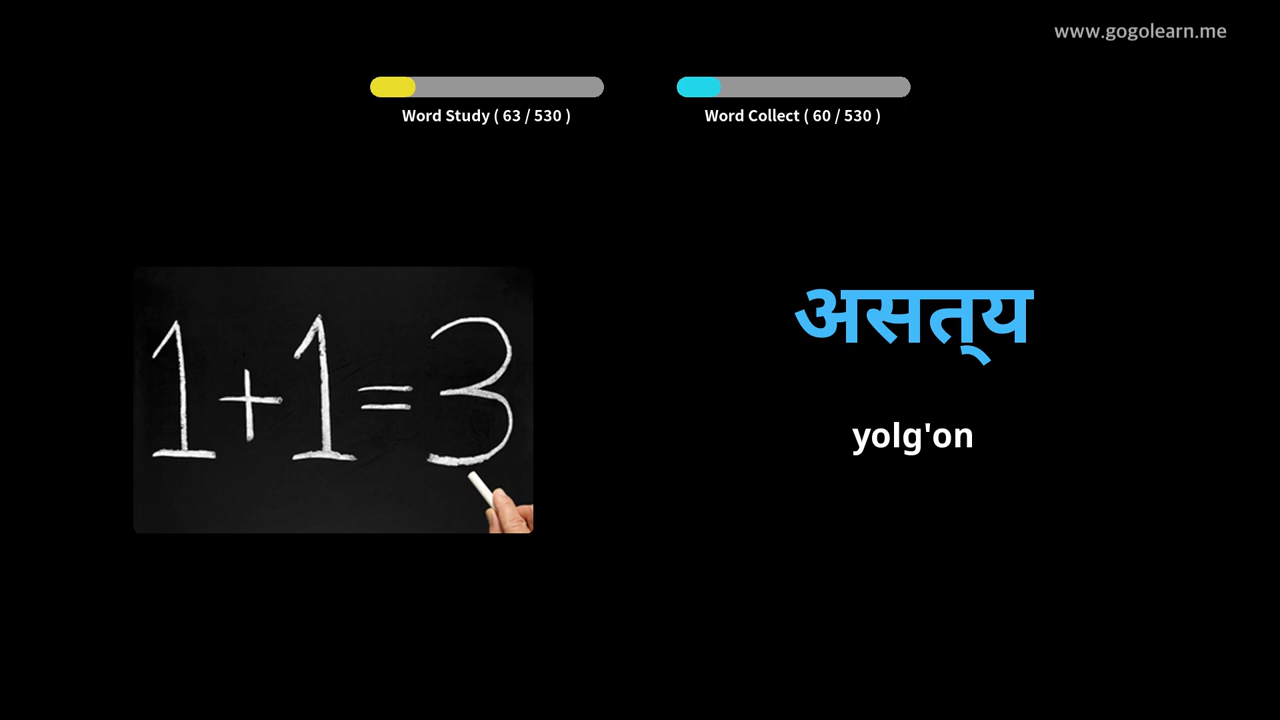 www.gogolearn.me
Word Study ( 63 / 530 )
Word Collect ( 60 / 530 )
1+1=3
असत्य
yolg'on